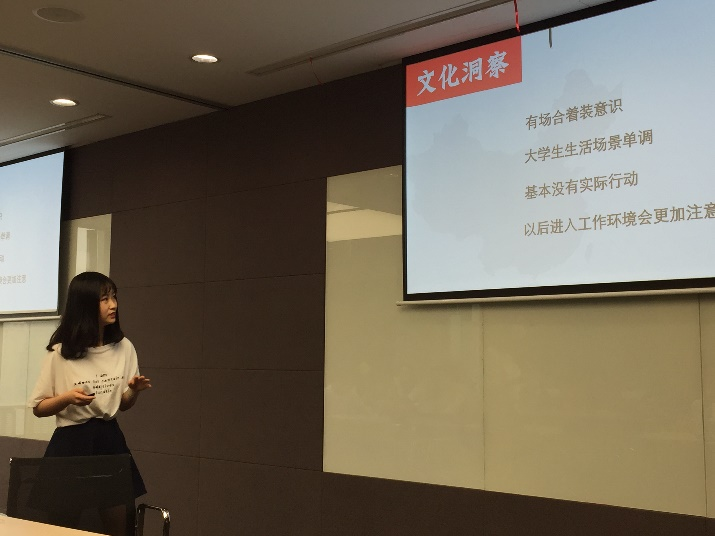 文化洞察
有场合着装意识
大学生生活场景单调
基本没有实际行动
以后进入工作环境会更加注意